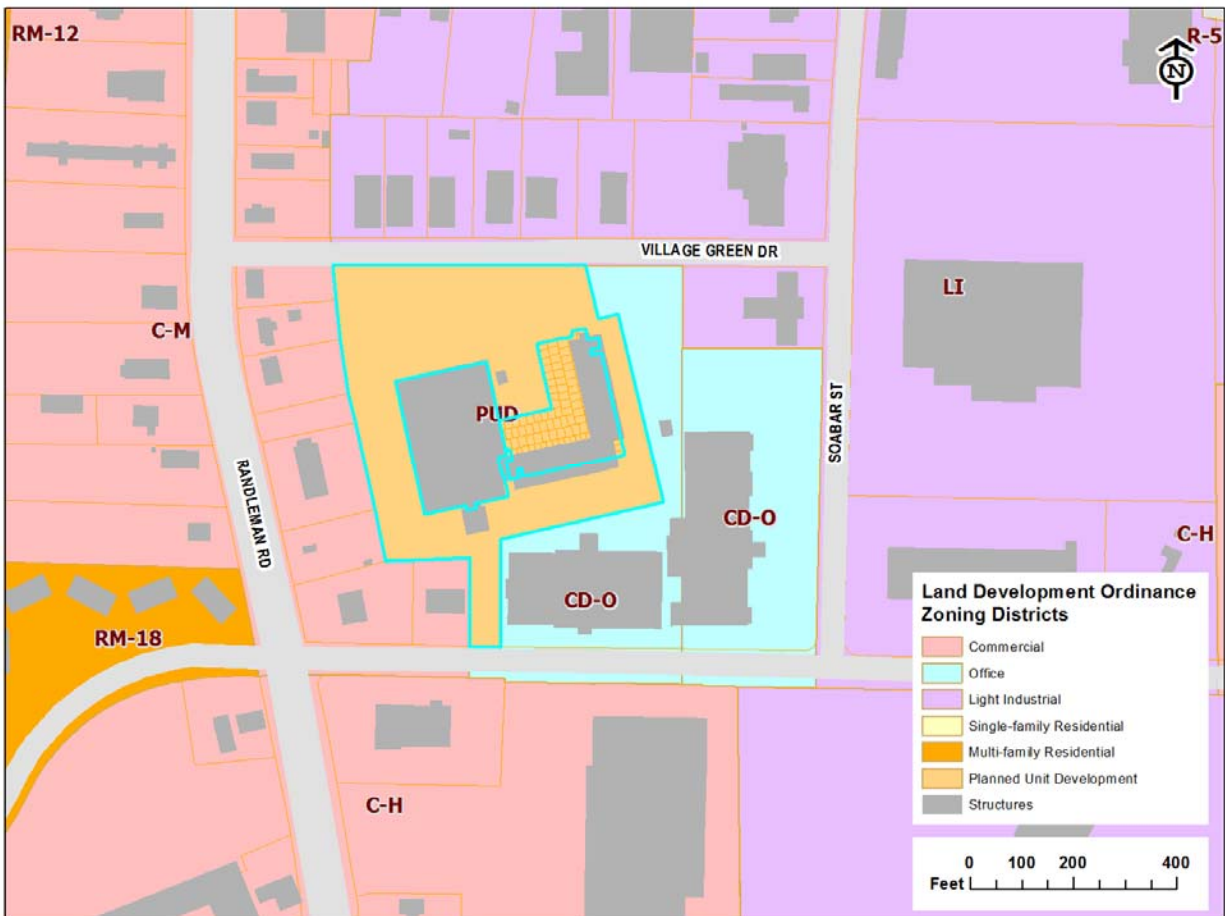 RM-12
R-5
N
VILLAGE GREEN DR
LI
C-M
PUD
SOABAR ST
RANDLEMAN RD
CD-O
C-H
CD-O
RM-18
C-H
Land Development Ordinance
Zoning Districts
Commercial
Office
Light Industrial
Single-family Residential
Multi-family Residential
Planned Unit Development
Structures
0 100 200 400
Feet